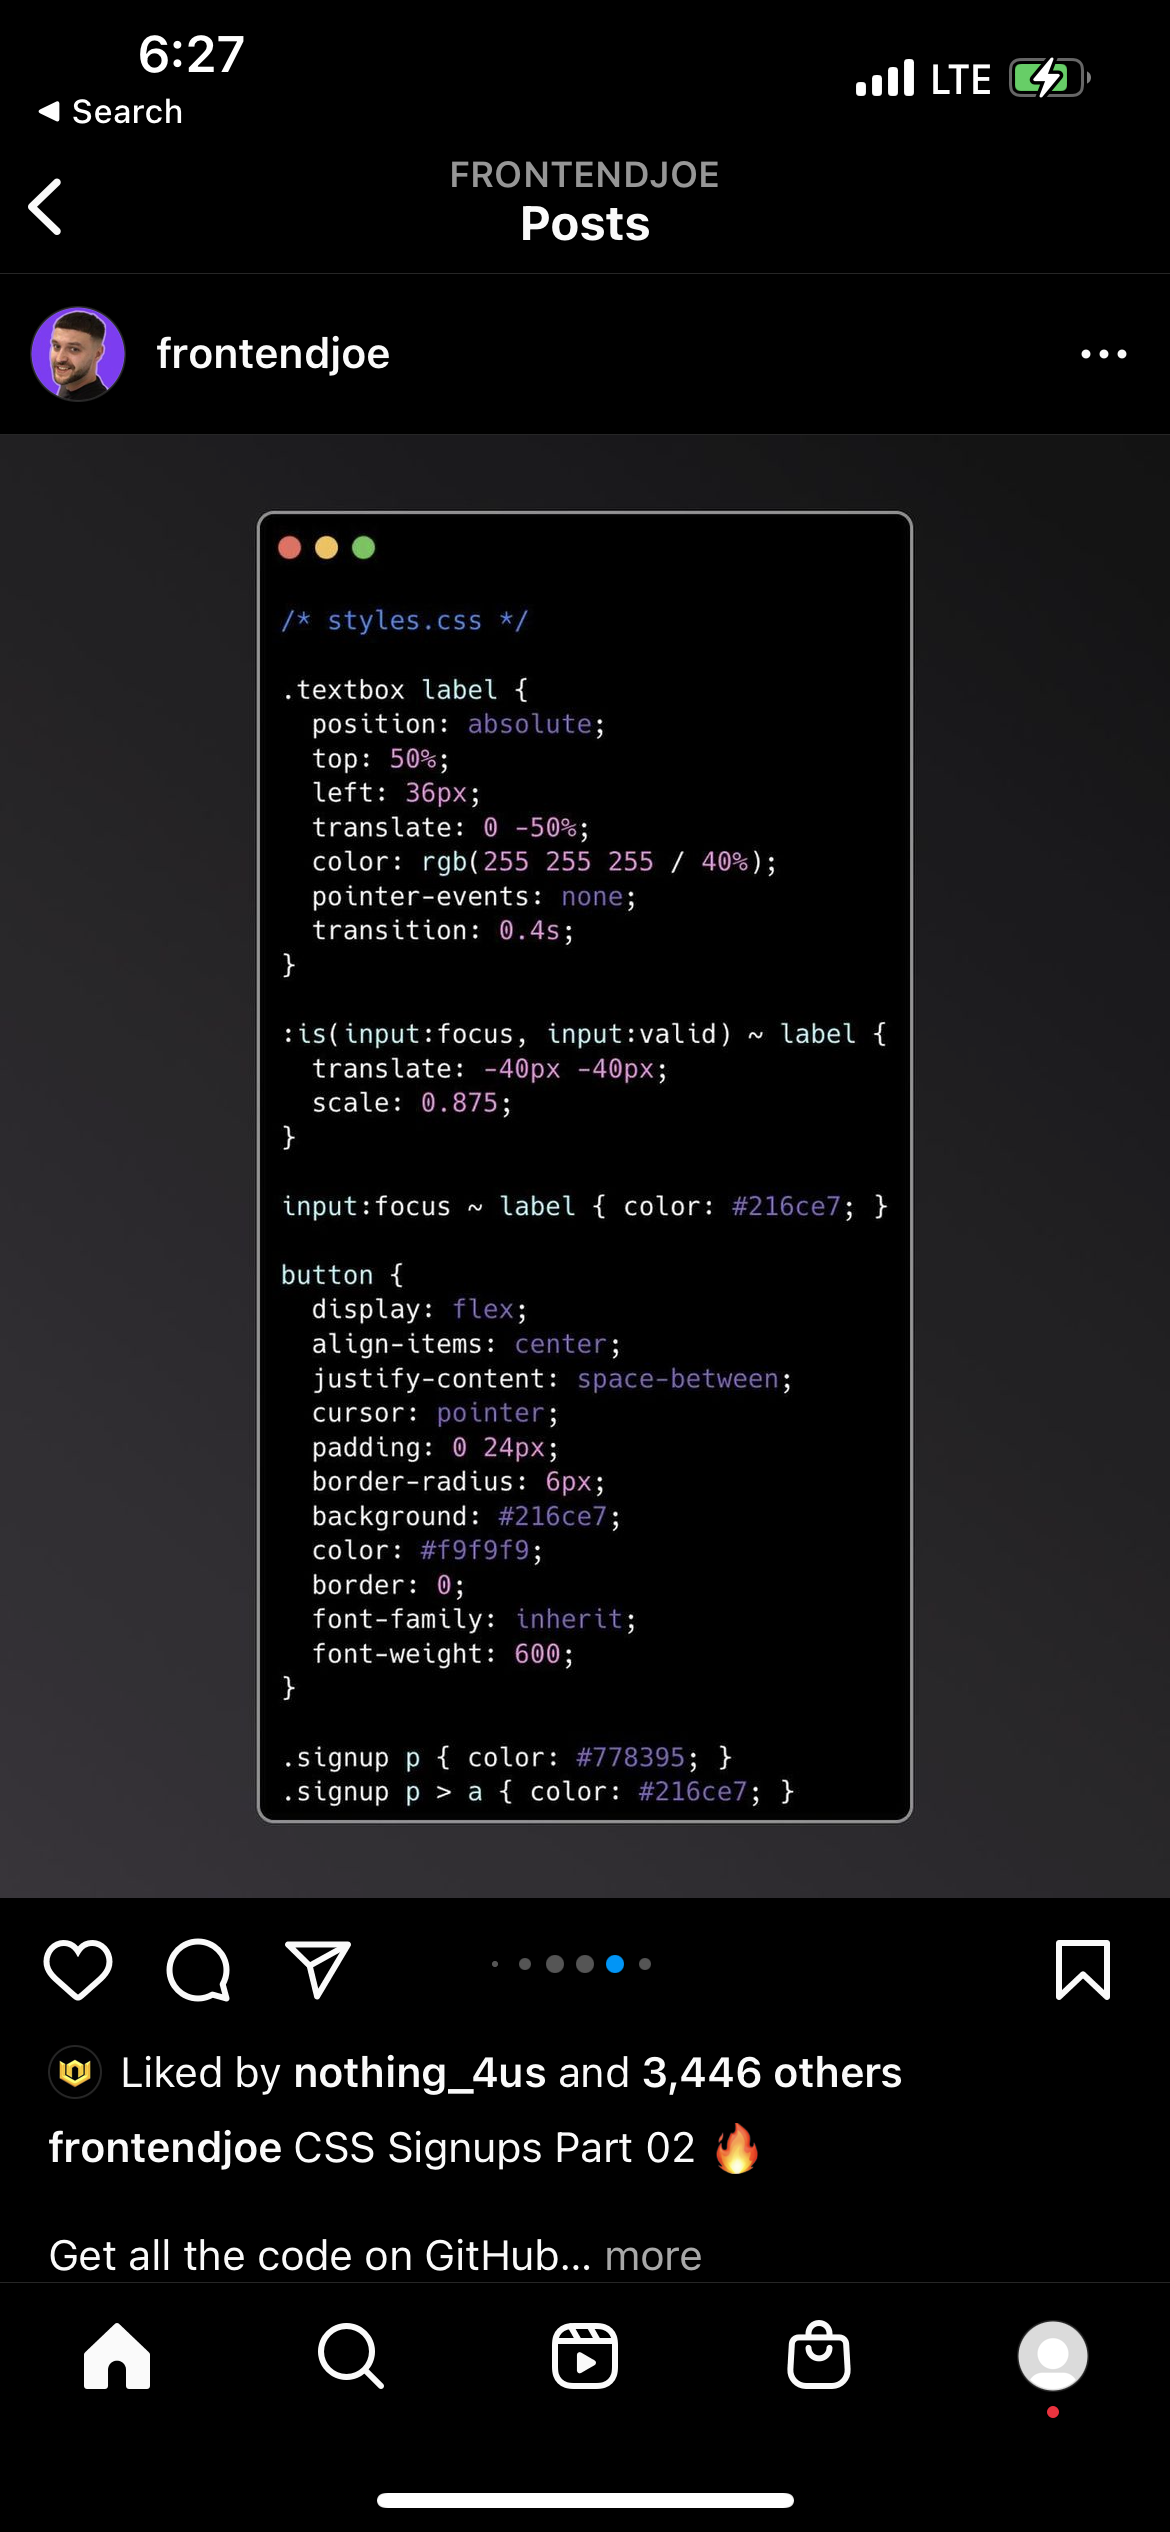 6:27
LTE
◀ Search
FRONTENDJOE
Posts
frontendjoe
/* styles.css */
.textbox label {
  position: absolute;
  top: 50%;
  left: 36px;
  translate: 0 -50%;
  color: rgb(255 255 255 / 40%);
  pointer-events: none;
  transition: 0.4s;
}
:is(input:focus, input:valid) ~ label {
  translate: -40px -40px;
  scale: 0.875;
}
input:focus ~ label { color: #216ce7; }
button {
  display: flex;
  align-items: center;
  justify-content: space-between;
  cursor: pointer;
  padding: 0 24px;
  border-radius: 6px;
  background: #216ce7;
  color: #f9f9f9;
  border: 0;
  font-family: inherit;
  font-weight: 600;
}
.signup p { color: #778395; }
.signup p > a { color: #216ce7; }
Liked by nothing_4us and 3,446 others
frontendjoe CSS Signups Part 02 🔥
Get all the code on GitHub... more